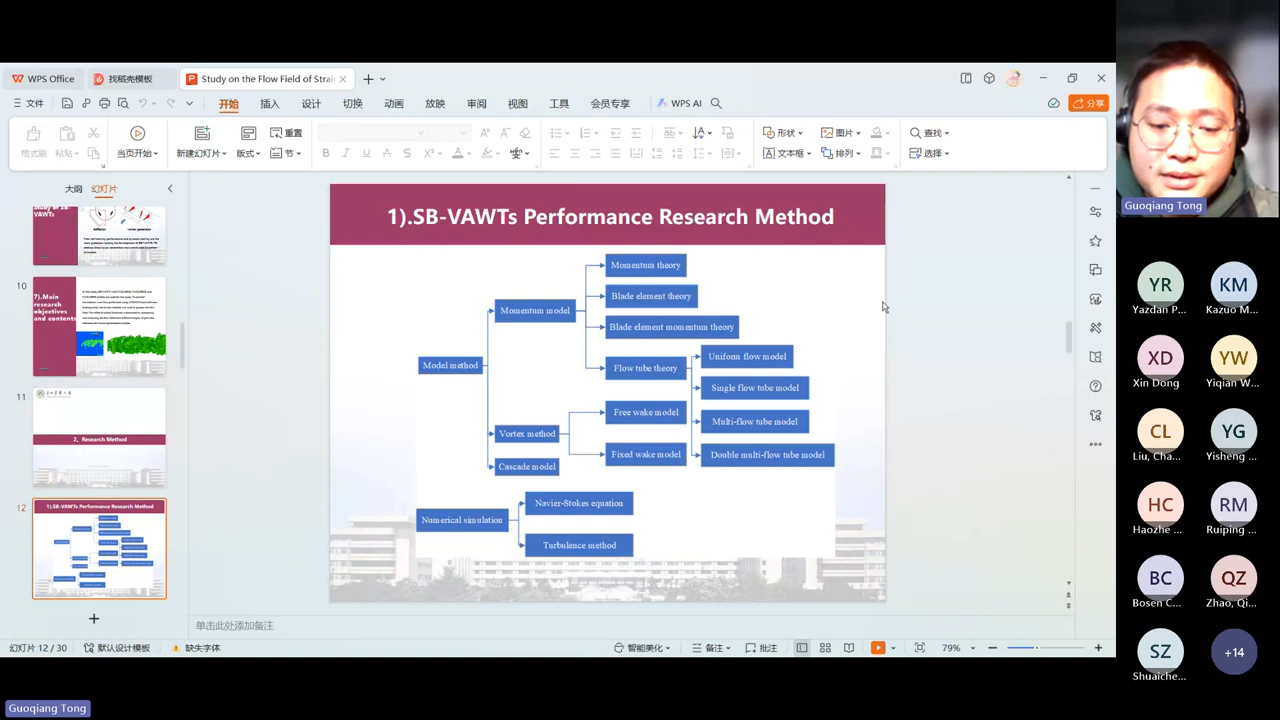 WPS Office
找稻壳模板
Study on the Flow Field of Strai
文件
开始
插入
设计
切换
动画
放映
审阅
视图
工具
会员专享
WPS AI
分享
格式刷
粘贴
当页开始
新建幻灯片
版式
重置
节
形状
图片
文本框
排列
查找
选择
大纲
幻灯片
VAWTs
10
7).Main
research
objectives
and contents
11
2、Research Method
12
1).SB-VAWTs Performance Research Method
1).SB-VAWTs Performance Research Method
Momentum theory
Blade element theory
Momentum model
Blade element momentum theory
Uniform flow model
Model method
Flow tube theory
Single flow tube model
Free wake model
Multi-flow tube model
Vortex method
Fixed wake model
Double multi-flow tube model
Cascade model
Navier-Stokes equation
Numerical simulation
Turbulence method
单击此处添加备注
幻灯片 12 / 30
默认设计模板
缺失字体
智能美化
备注
批注
79%
Guoqiang Tong
Guoqiang Tong
YR
Yazdan P...
KM
Kazuo M...
XD
Xin Dong
YW
Yiqian W...
CL
Liu, Cha...
YG
Yisheng ...
HC
Haozhe ...
RM
Ruiping ...
BC
Bosen C...
QZ
Zhao, Qi...
SZ
Shuaiche...
+14